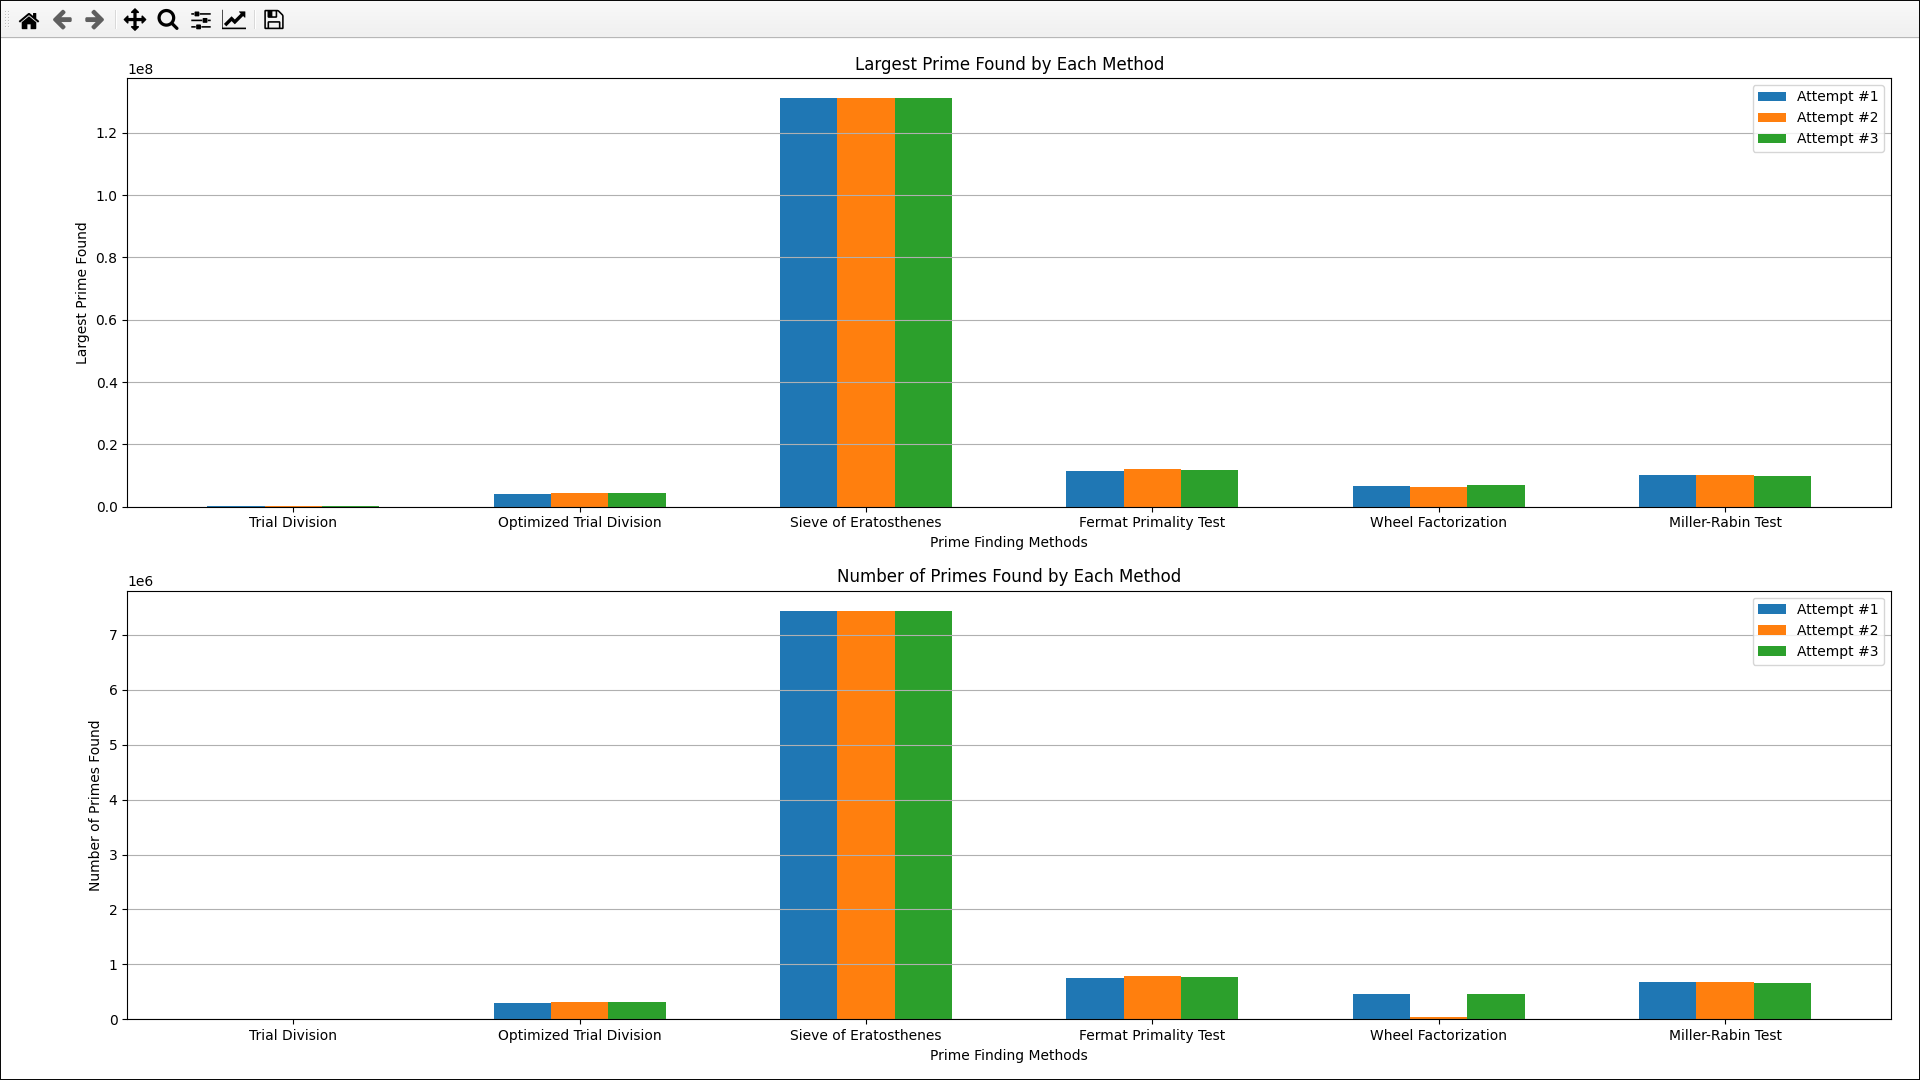 Largest Prime Found by Each Method
1e8
Attempt #1
Attempt #2
Attempt #3
1.2
1.0
0.8
0.6
0.4
0.2
0.0
Largest Prime Found
Trial Division Optimized Trial Division Sieve of Eratosthenes Fermat Primality Test Wheel Factorization Miller-Rabin Test
Prime Finding Methods
Number of Primes Found by Each Method
1e6
Attempt #1
Attempt #2
Attempt #3
7
6
5
4
3
2
1
0
Number of Primes Found
Trial Division Optimized Trial Division Sieve of Eratosthenes Fermat Primality Test Wheel Factorization Miller-Rabin Test
Prime Finding Methods